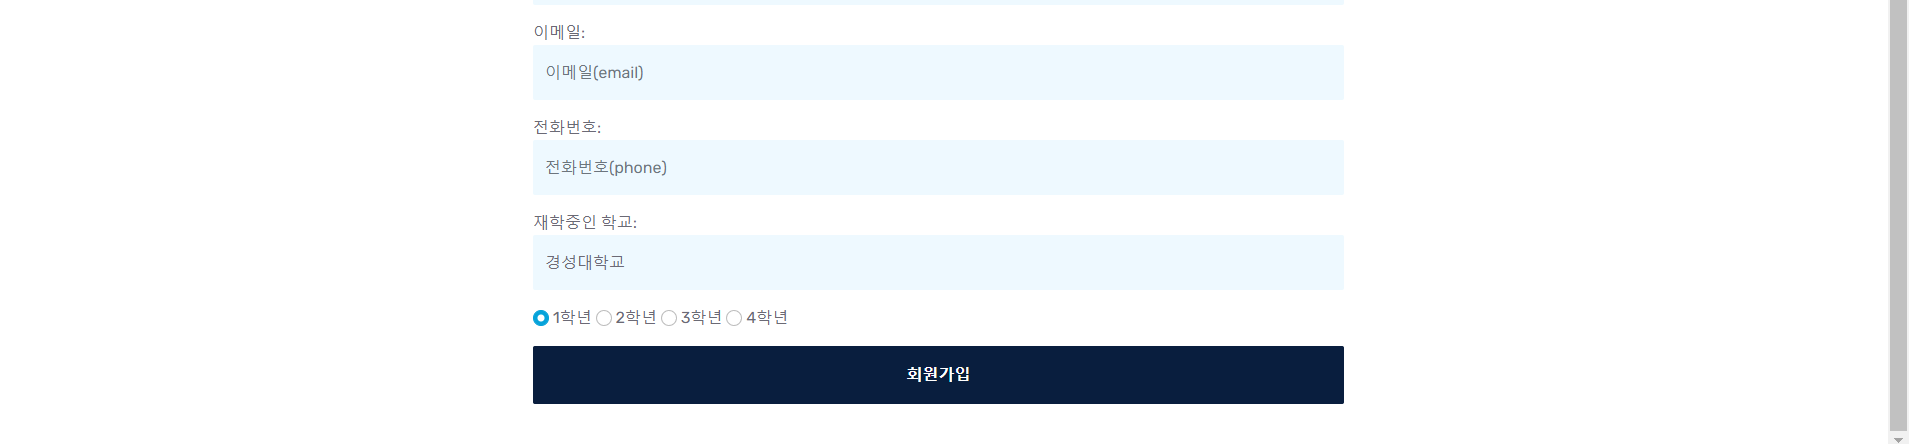 이메일:
이메일(email)
전화번호:
전화번호(phone)
재학중인 학교:
경성대학교
1학년 2학년 3학년 4학년
회원가입